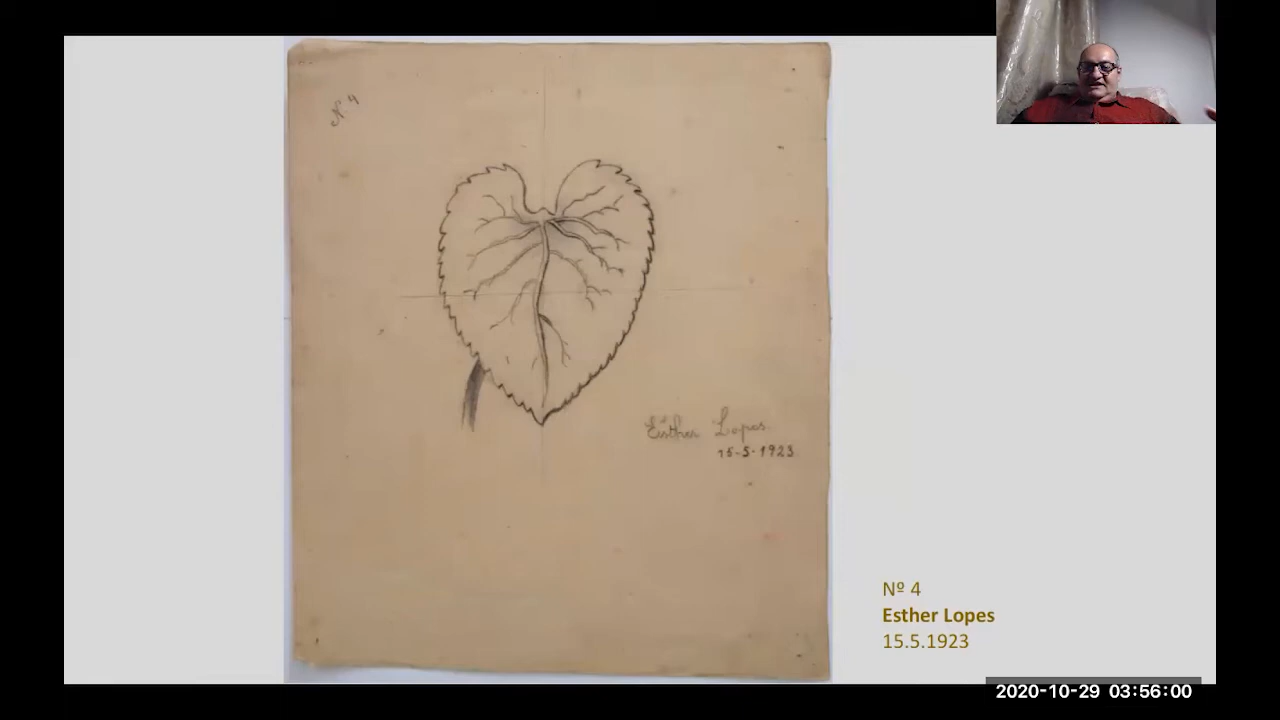 N. 4
Esther Lopes
15-5-1923
Nº 4
Esther Lopes
15.5.1923
2020-10-29 03:56:00